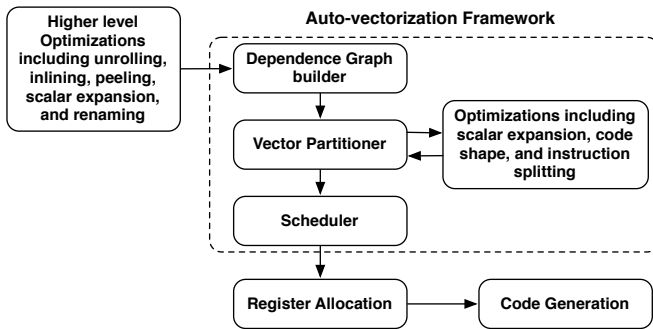 Auto-vectorization Framework
Higher level
Optimizations
including unrolling,
inlining, peeling,
scalar expansion,
and renaming
Dependence Graph
builder
Vector Partitioner
Optimizations including
scalar expansion, code
shape, and instruction
splitting
Scheduler
Register Allocation
Code Generation